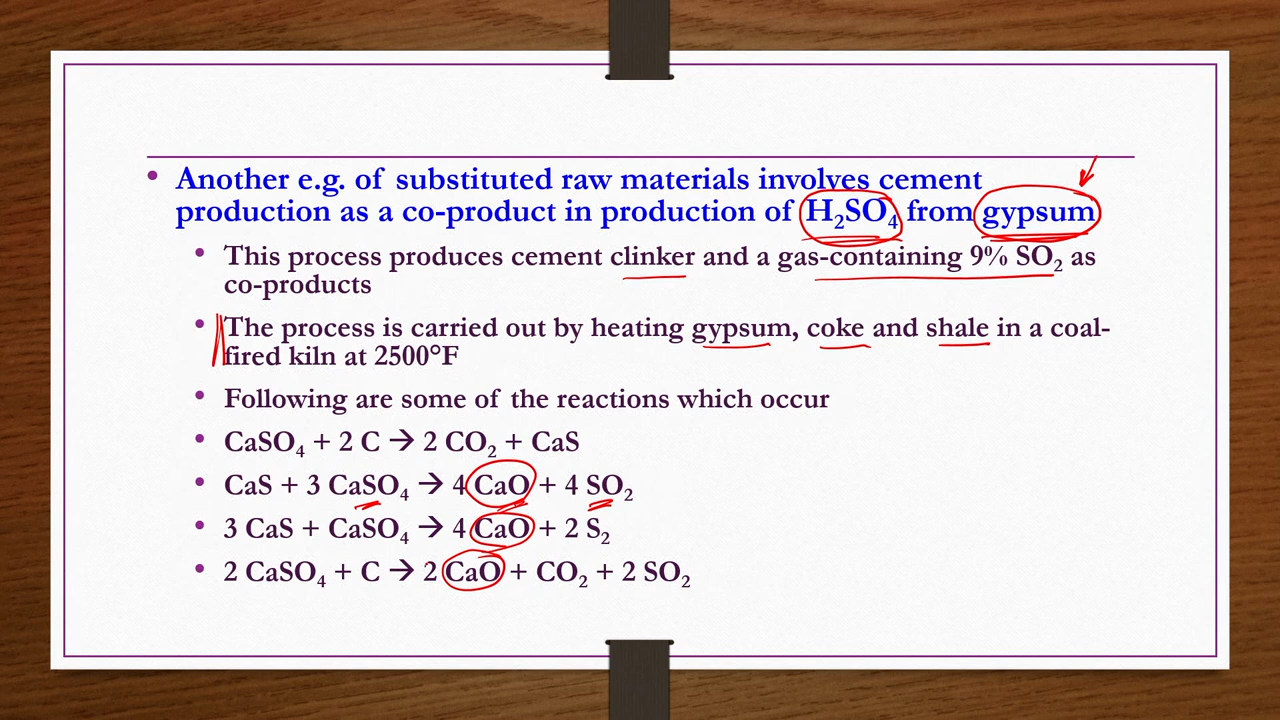 • Another e.g. of substituted raw materials involves cement
production as a co-product in production of H₂SO₄ from gypsum
• This process produces cement clinker and a gas-containing 9% SO₂ as
co-products
• The process is carried out by heating gypsum, coke and shale in a coal-
fired kiln at 2500°F
• Following are some of the reactions which occur
• CaSO₄ + 2 C → 2 CO₂ + CaS
• CaS + 3 CaSO₄ → 4 CaO + 4 SO₂
• 3 CaS + CaSO₄ → 4 CaO + 2 S₂
• 2 CaSO₄ + C → 2 CaO + CO₂ + 2 SO₂